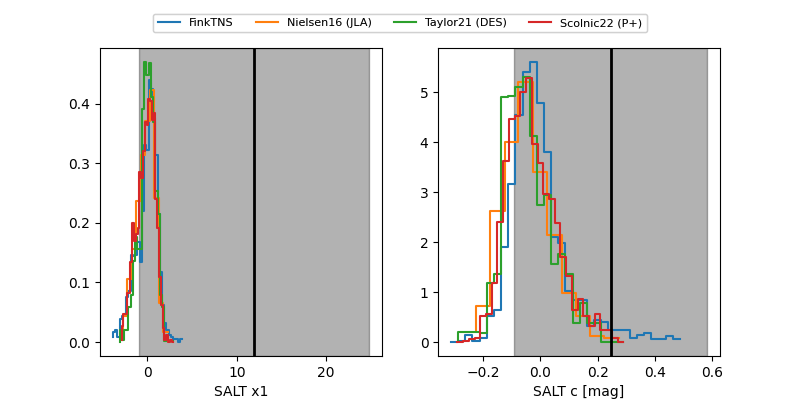 FinkTNS Nielsen16 (JLA) Taylor21 (DES) Scolnic22 (P+)
0.4
0.3
0.2
0.1
0.0
0 10 20
SALT x1
5
4
3
2
1
0
−0.2 0.0 0.2 0.4 0.6
SALT c [mag]